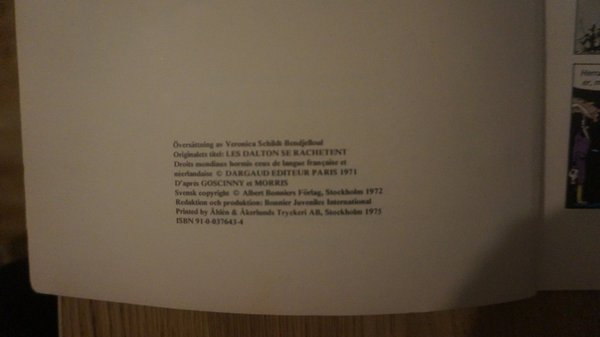 Översättning av Veronica Schildt Bendjelloul
Originalets titel: LES DALTON SE RACHETENT
Droits mondiaux hormis ceux de langue française et
néerlandaise © DARGAUD EDITEUR PARIS 1971
D'après GOSCINNY et MORRIS
Svensk copyright © Albert Bonniers Förlag, Stockholm 1972
Redaktion och produktion: Bonnier Juveniles International
Printed by Åhlén & Åkerlunds Tryckeri AB, Stockholm 1975
ISBN 91-0-037643-4